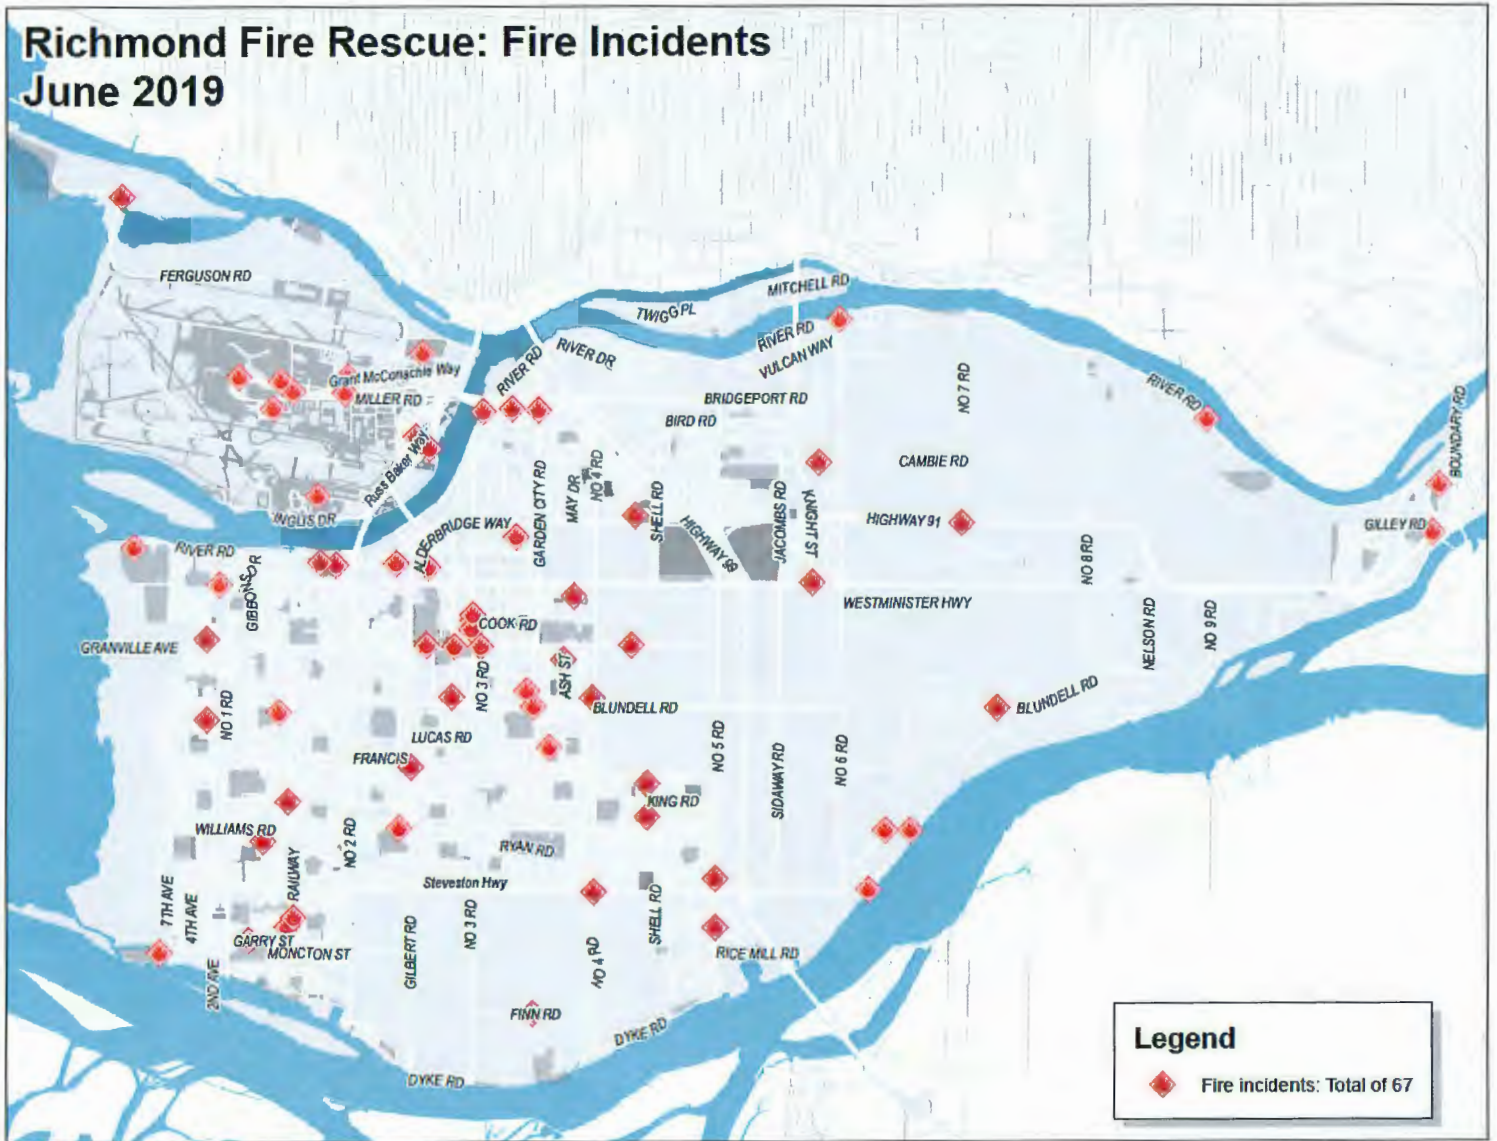 Richmond Fire Rescue: Fire Incidents
June 2019
FERGUSON RD
MITCHELL RD
TWIGG PL
RIVER RD
VULCAN WAY
RIVER DR
RIVER RD
Grant McConachie Way
MILLER RD
BRIDGEPORT RD
BIRD RD
NO 7 RD
RIVER RD
BOUNDARY RD
Russ Baker Way
CAMBIE RD
NO 4 RD
MAY DR
GARDEN CITY RD
SHELL RD
JACOMBS RD
KNIGHT ST
INGLIS DR
ALDERBRIDGE WAY
HIGHWAY 99
HIGHWAY 91
GILLEY RD
RIVER RD
GIBBONS DR
NO 8 RD
WESTMINISTER HWY
COOK RD
NELSON RD
NO 9 RD
GRANVILLE AVE
NO 3 RD
ASH ST
BLUNDELL RD
BLUNDELL RD
NO 1 RD
LUCAS RD
NO 5 RD
FRANCIS
SIDAWAY RD
NO 6 RD
KING RD
WILLIAMS RD
NO 2 RD
RYAN RD
RAILWAY
Steveston Hwy
7TH AVE
4TH AVE
SHELL RD
NO 3 RD
GILBERT RD
GARRY ST
MONCTON ST
NO 4 RD
RICE MILL RD
2ND AVE
FINN RD
DYKE RD
DYKE RD
Legend
Fire incidents: Total of 67